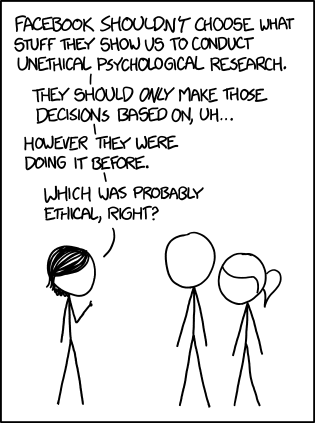 FACEBOOK SHOULDN'T CHOOSE WHAT
STUFF THEY SHOW US TO CONDUCT
UNETHICAL PSYCHOLOGICAL RESEARCH.
THEY SHOULD ONLY MAKE THOSE
DECISIONS BASED ON, UH...
HOWEVER THEY WERE
DOING IT BEFORE.
WHICH WAS PROBABLY
ETHICAL, RIGHT?